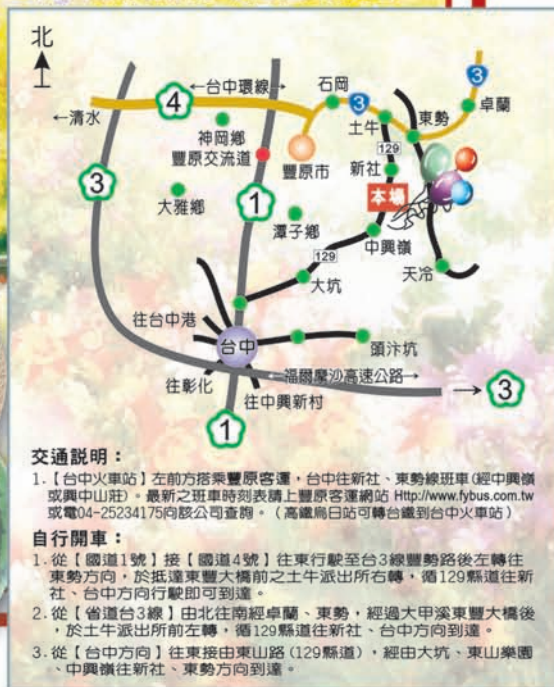 北
←台中環線→
石岡
3
3
卓蘭
4
土牛
東勢
←清水
神岡鄉
129
豐原交流道
豐原市
新社
3
本場
大雅鄉
1
潭子鄉
中興嶺
129
天冷
大坑
往台中港
台中
頭汴坑
←福爾摩沙高速公路→
往彰化
往中興新村
→3
1
交通説明：
1.【台中火車站】左前方搭乘豐原客運，台中往新社、東勢線班車(經中興嶺
或興中山莊）。最新之班車時刻表請上豐原客運網站 Http://www.fybus.com.tw
或電04-25234175向該公司查詢。（高鐵烏日站可轉台鐵到台中火車站）
自行開車：
1.從【國道1號】接【國道4號】往東行駛至台3線豐勢路後左轉往
東勢方向，於抵達東豐大橋前之土牛派出所右轉，循129縣道往新
社、台中方向行駛即可到達。
2.從【省道台3線】由北往南經卓蘭、東勢，經過大甲溪東豐大橋後
，於土牛派出所前左轉，循129縣道往新社、台中方向到達。
3.從【台中方向】往東接由東山路(129縣道)，經由大坑、東山樂園
、中興嶺往新社、東勢方向到達。